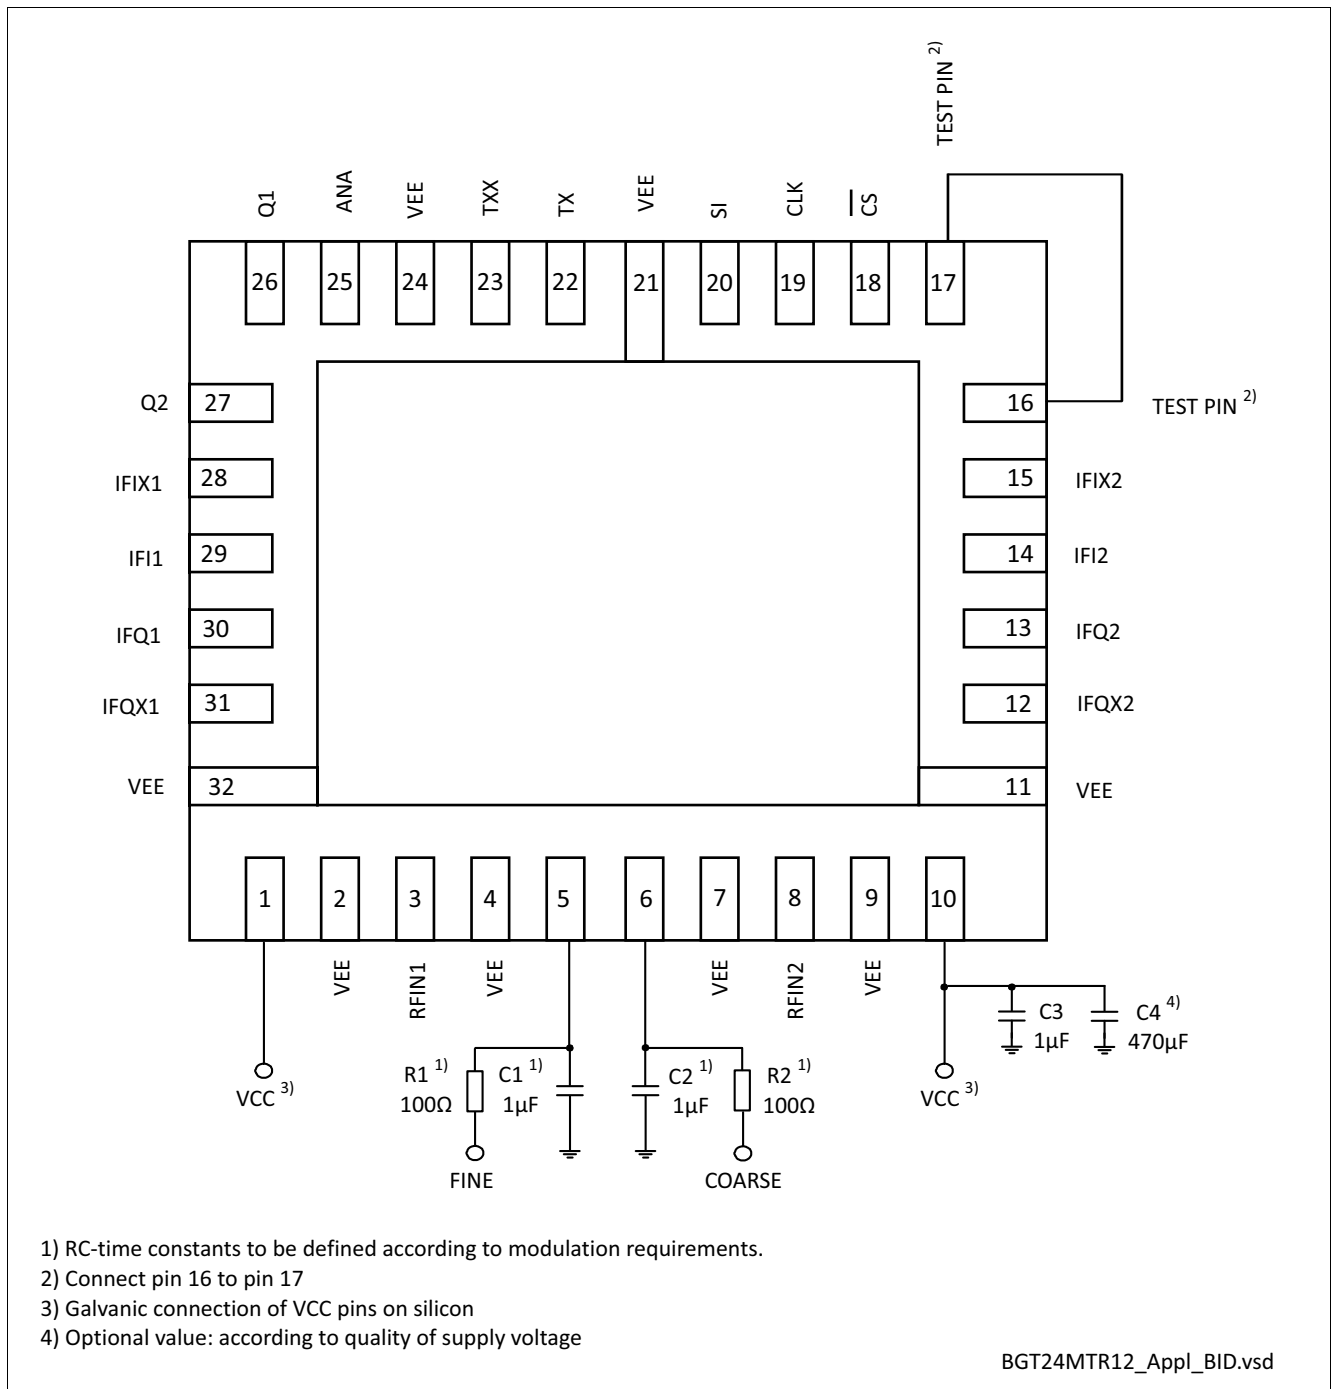 TEST PIN 2)
Q1
ANA
VEE
TXX
TX
VEE
SI
CLK
CS
26
25
24
23
22
21
20
19
18
17
Q2
27
16
TEST PIN 2)
IFIX1
28
15
IFIX2
IFI1
29
14
IFI2
IFQ1
30
13
IFQ2
IFQX1
31
12
IFQX2
VEE
32
11
VEE
1
2
3
4
5
6
7
8
9
10
VEE
RFIN1
VEE
VEE
RFIN2
VEE
C3
1µF
C4 4)
470µF
VCC 3)
R1 1)
100Ω
C1 1)
1µF
C2 1)
1µF
R2 1)
100Ω
VCC 3)
FINE
COARSE
1) RC-time constants to be defined according to modulation requirements.
2) Connect pin 16 to pin 17
3) Galvanic connection of VCC pins on silicon
4) Optional value: according to quality of supply voltage
BGT24MTR12_Appl_BID.vsd